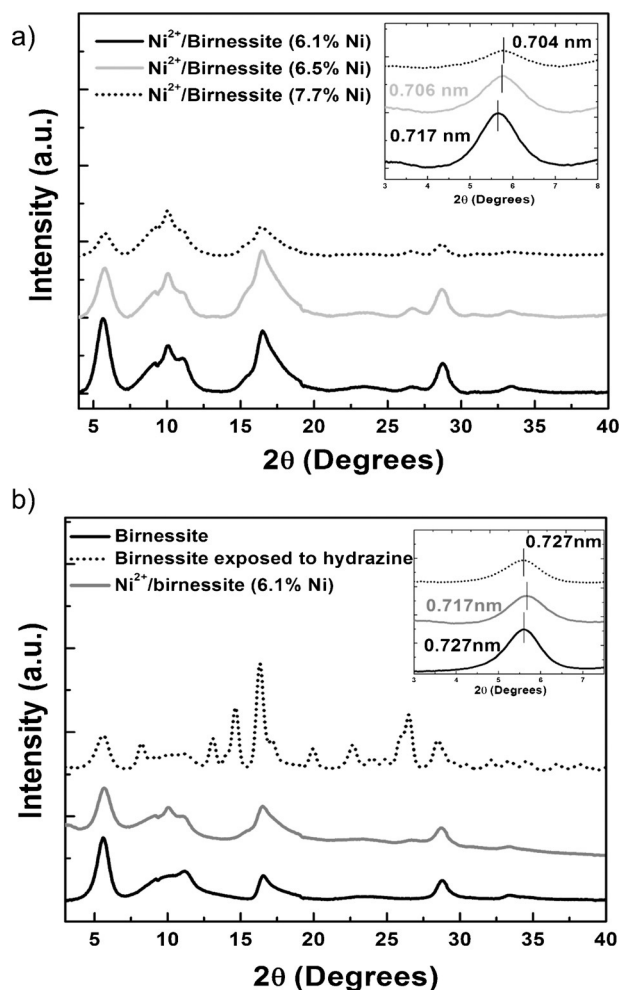 a)
Ni²⁺/Birnessite (6.1% Ni)
Ni²⁺/Birnessite (6.5% Ni)
Ni²⁺/Birnessite (7.7% Ni)
0.704 nm
0.706 nm
0.717 nm
3 4 5 6 7 8
2θ (Degrees)
Intensity (a.u.)
5 10 15 20 25 30 35 40
2θ (Degrees)
b)
Birnessite
Birnessite exposed to hydrazine
Ni²⁺/birnessite (6.1% Ni)
0.727nm
0.717nm
0.727nm
3 4 5 6 7
2θ (Degrees)
Intensity (a.u.)
5 10 15 20 25 30 35 40
2θ (Degrees)